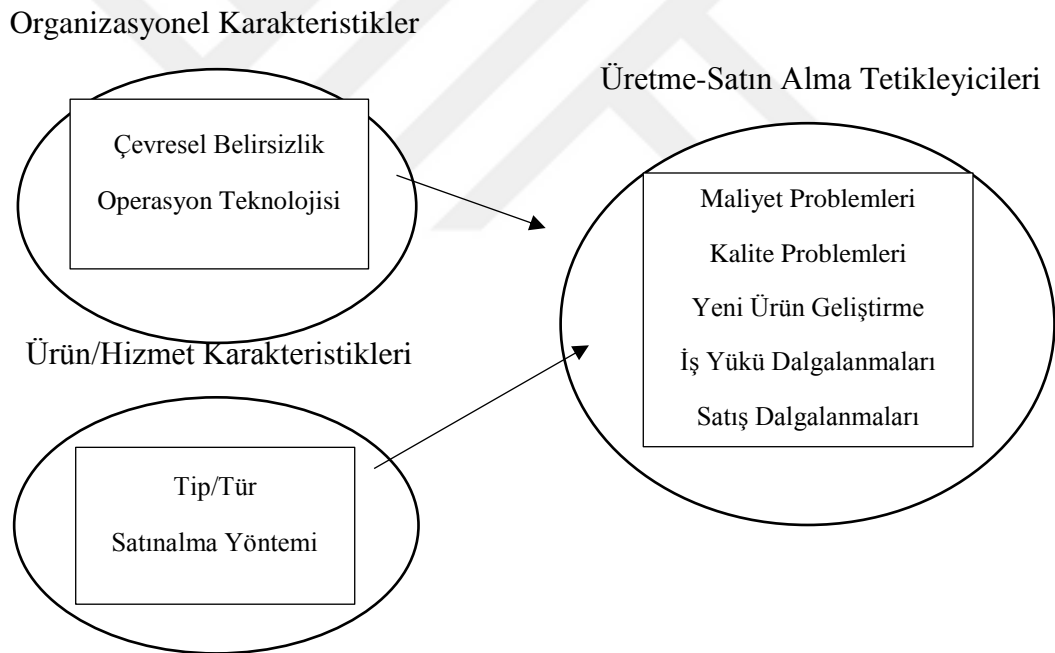 Organizasyonel Karakteristikler
Çevresel Belirsizlik
Operasyon Teknolojisi
Ürün/Hizmet Karakteristikleri
Tip/Tür
Satınalma Yöntemi
Üretme-Satın Alma Tetikleyicileri
Maliyet Problemleri
Kalite Problemleri
Yeni Ürün Geliştirme
İş Yükü Dalgalanmaları
Satış Dalgalanmaları